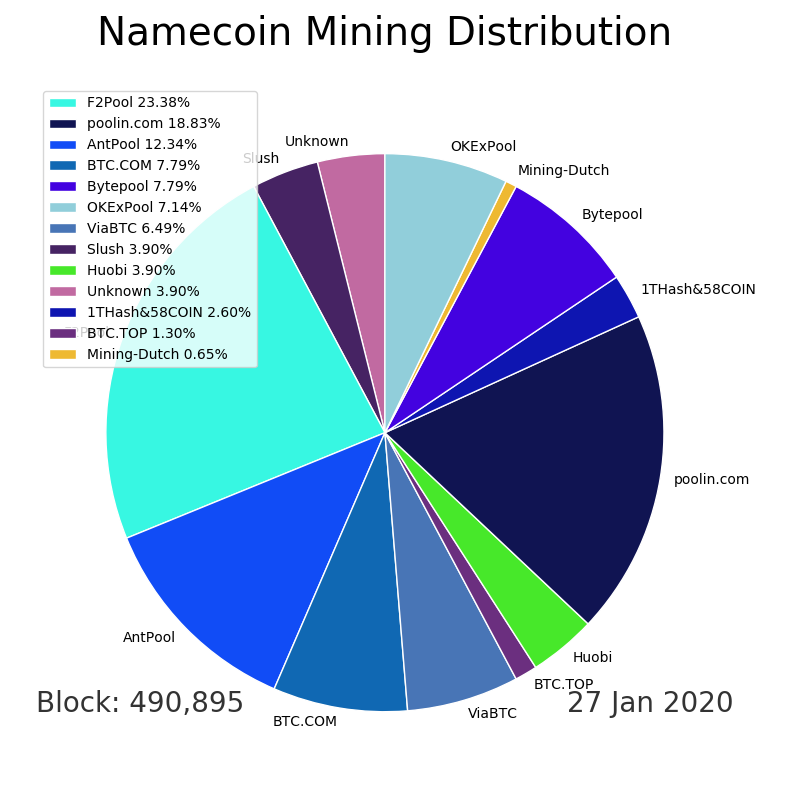 Namecoin Mining Distribution
F2Pool 23.38%
poolin.com 18.83%
AntPool 12.34%
BTC.COM 7.79%
Bytepool 7.79%
OKExPool 7.14%
ViaBTC 6.49%
Slush 3.90%
Huobi 3.90%
Unknown 3.90%
1THash&58COIN 2.60%
BTC.TOP 1.30%
Mining-Dutch 0.65%
Unknown
Slush
OKExPool
Mining-Dutch
Bytepool
1THash&58COIN
poolin.com
Huobi
BTC.TOP
ViaBTC
BTC.COM
AntPool
Block: 490,895
27 Jan 2020